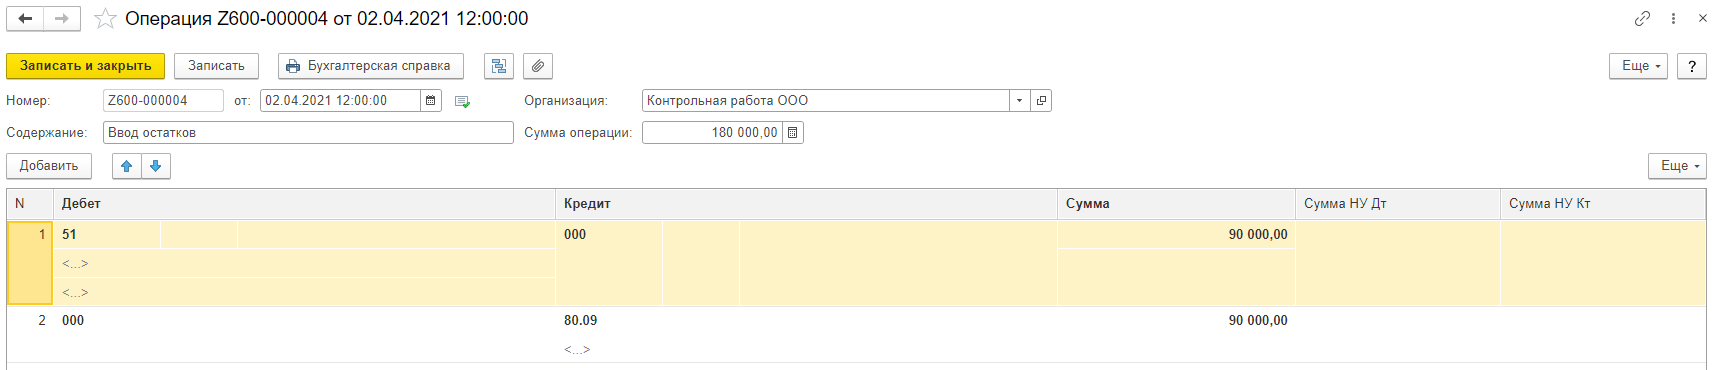 Операция Z600-000004 от 02.04.2021 12:00:00
Записать и закрыть Записать Бухгалтерская справка Еще ?
Номер: Z600-000004 от: 02.04.2021 12:00:00 Организация: Контрольная работа ООО
Содержание: Ввод остатков Сумма операции: 180 000,00
Добавить Еще
N Дебет Кредит Сумма Сумма НУ Дт Сумма НУ Кт
1 51 000 90 000,00
<...>
<...>
2 000 80.09 90 000,00
<...>